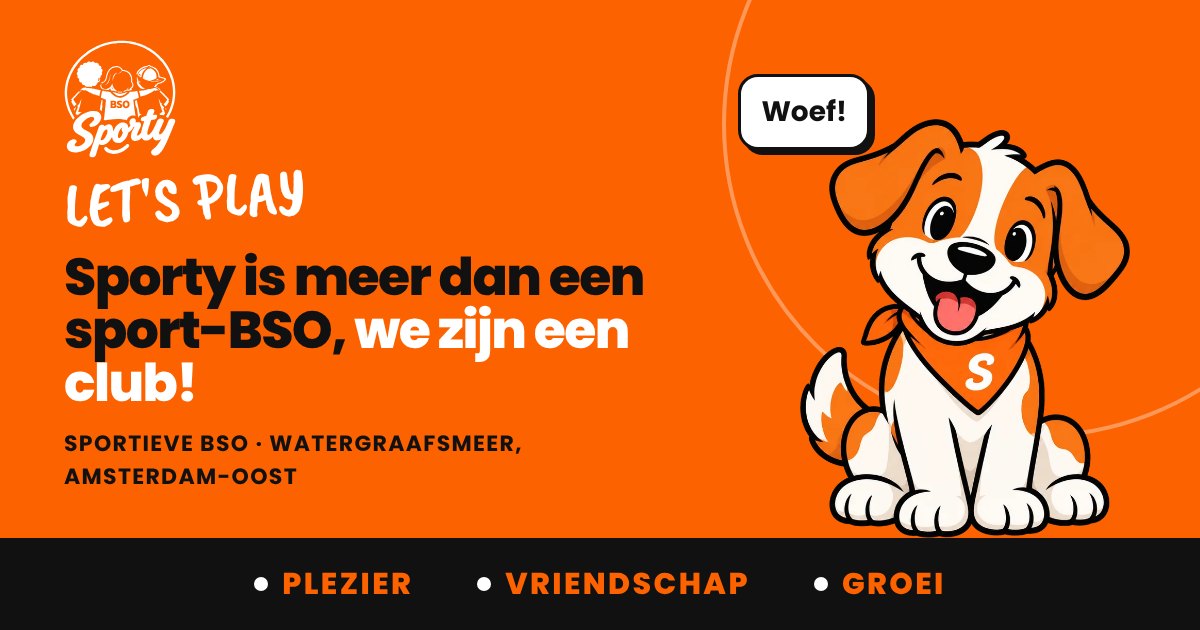 BSO
Sporty
LET'S PLAY
Sporty is meer dan een
sport-BSO, we zijn een
club!
SPORTIEVE BSO · WATERGRAAFSMEER,
AMSTERDAM-OOST
Woef!
S
• PLEZIER • VRIENDSCHAP • GROEI